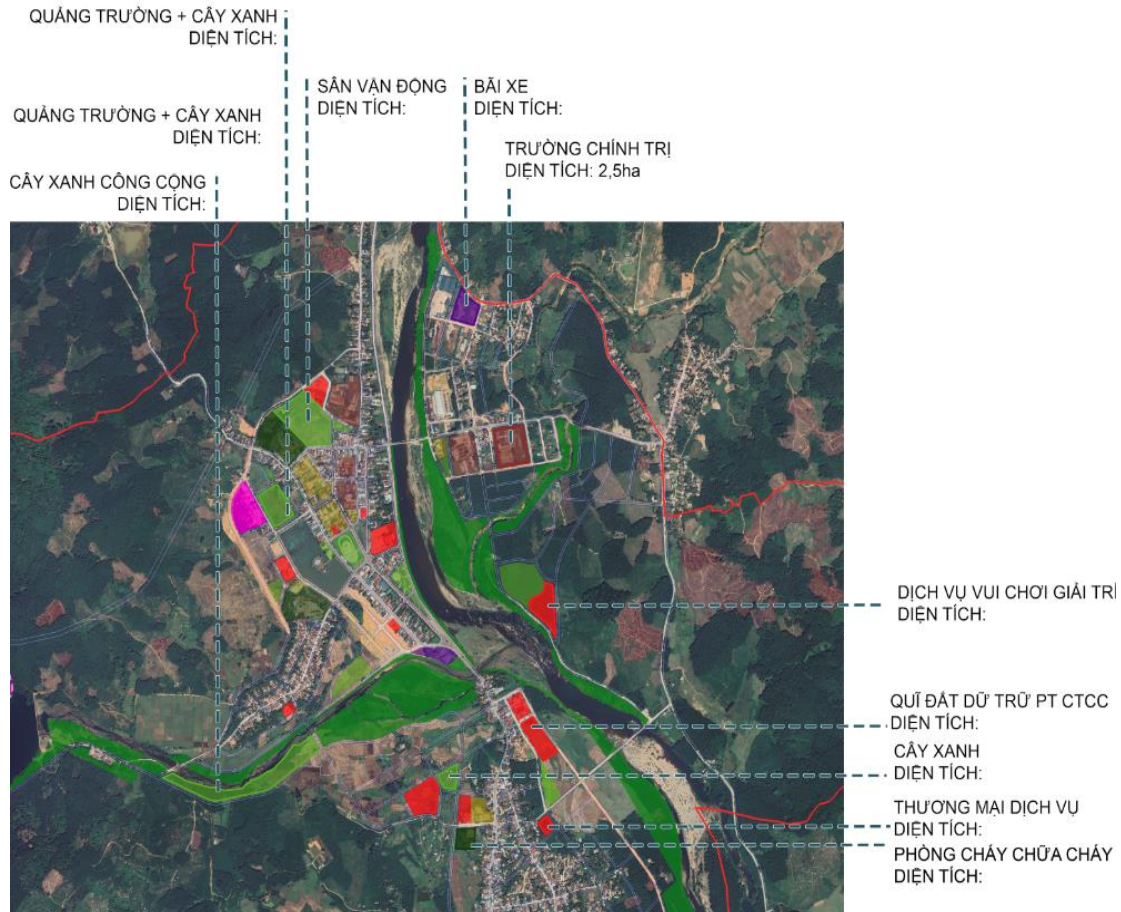 QUẢNG TRƯỜNG + CÂY XANH
DIỆN TÍCH:
SÂN VẬN ĐỘNG
DIỆN TÍCH:
BÃI XE
DIỆN TÍCH:
QUẢNG TRƯỜNG + CÂY XANH
DIỆN TÍCH:
TRƯỜNG CHÍNH TRỊ
DIỆN TÍCH: 2,5ha
CÂY XANH CÔNG CỘNG
DIỆN TÍCH:
DỊCH VỤ VUI CHƠI GIẢI TRÍ
DIỆN TÍCH:
QUĨ ĐẤT DỮ TRỮ PT CTCC
DIỆN TÍCH:
CÂY XANH
DIỆN TÍCH:
THƯƠNG MẠI DỊCH VỤ
DIỆN TÍCH:
PHÒNG CHÁY CHỮA CHÁY
DIỆN TÍCH: